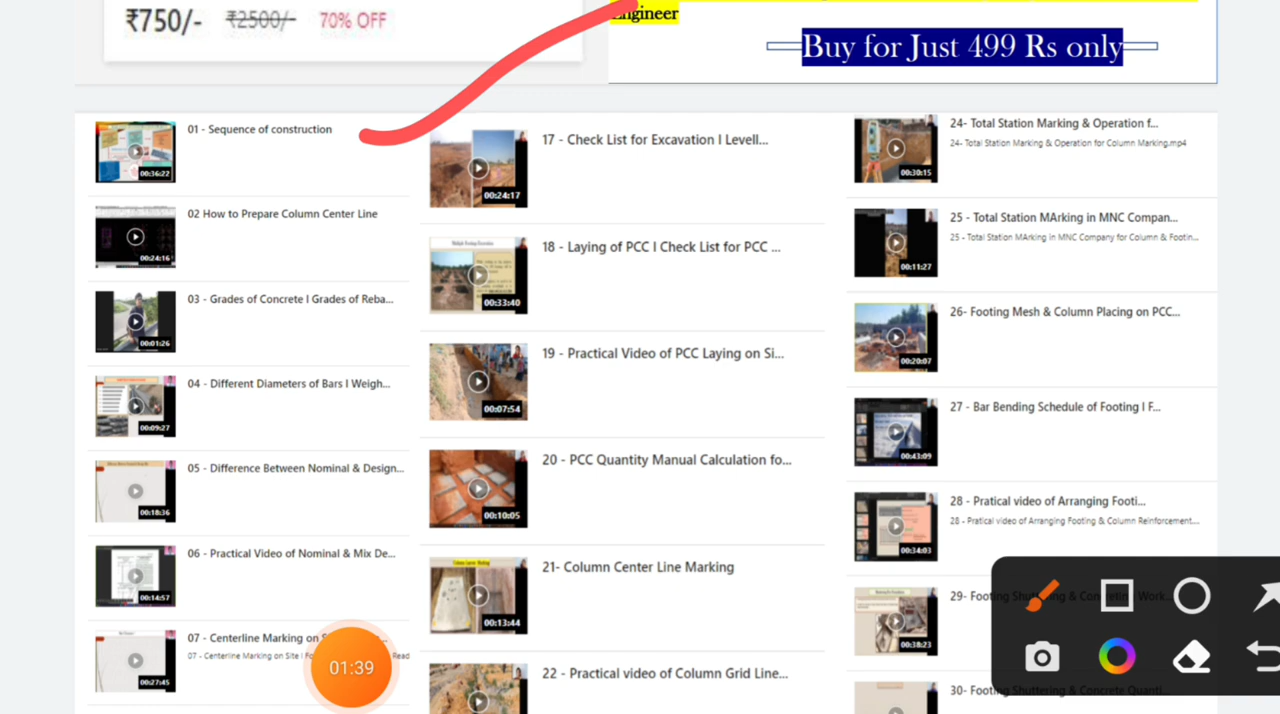 ₹750/- ₹2500/- 70% OFF
Engineer
Buy for Just 499 Rs only
01 - Sequence of construction
00:36:22
02 How to Prepare Column Center Line
00:24:16
03 - Grades of Concrete I Grades of Reba...
00:01:26
04 - Different Diameters of Bars I Weigh...
00:09:27
05 - Difference Between Nominal & Design...
00:18:36
06 - Practical Video of Nominal & Mix De...
00:14:57
07 - Centerline Marking on
07 - Centerline Marking on Site I Fo
Read
00:27:45
01:39
17 - Check List for Excavation I Levell...
00:24:17
18 - Laying of PCC I Check List for PCC ...
00:33:40
19 - Practical Video of PCC Laying on Si...
00:07:54
20 - PCC Quantity Manual Calculation fo...
00:10:05
21- Column Center Line Marking
00:13:44
22 - Practical video of Column Grid Line...
24- Total Station Marking & Operation f...
24- Total Station Marking & Operation for Column Marking.mp4
00:30:15
25 - Total Station MArking in MNC Compan...
25 - Total Station MArking in MNC Company for Column & Footin...
00:11:27
26- Footing Mesh & Column Placing on PCC...
00:20:07
27 - Bar Bending Schedule of Footing I F...
00:43:09
28 - Pratical video of Arranging Footi...
28 - Pratical video of Arranging Footing & Column Reinforcement...
00:34:03
29- Footing Shuttering & Concreting Work...
00:38:23
30- Footing Shuttering & Concrete Quanti...